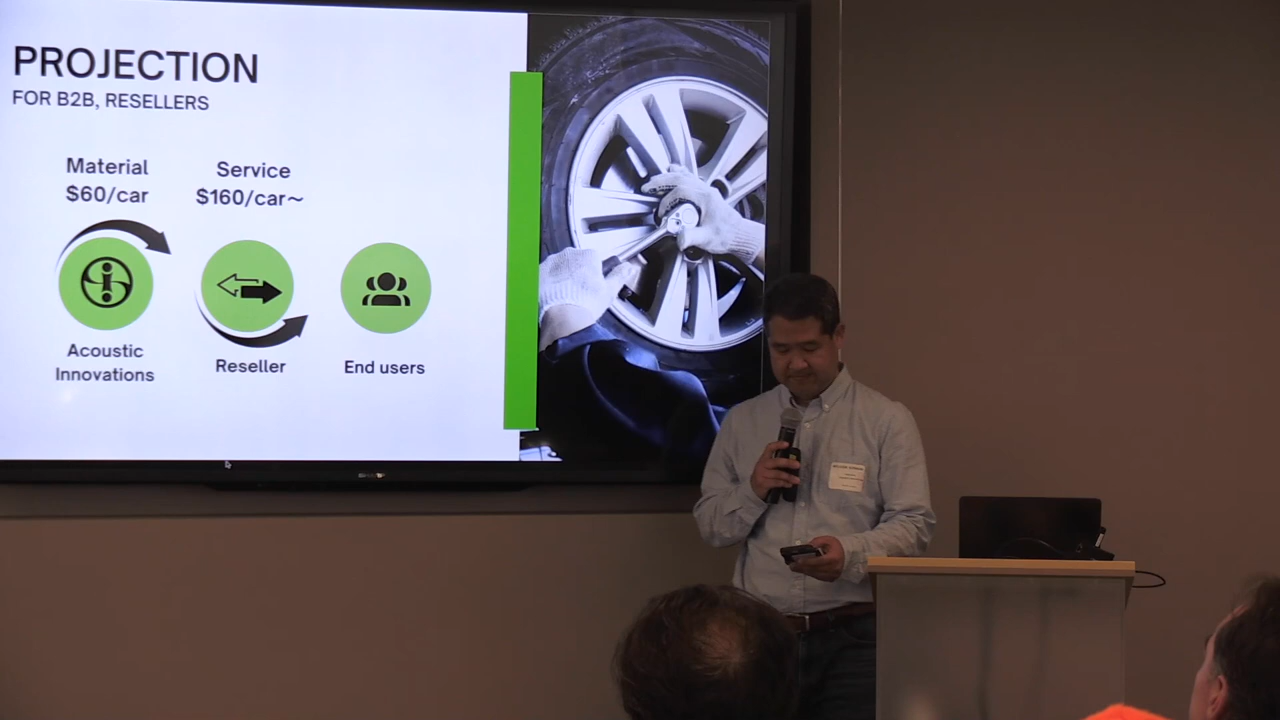 PROJECTION
FOR B2B, RESELLERS
Material
$60/car
Service
$160/car~
Acoustic
Innovations
Reseller
End users